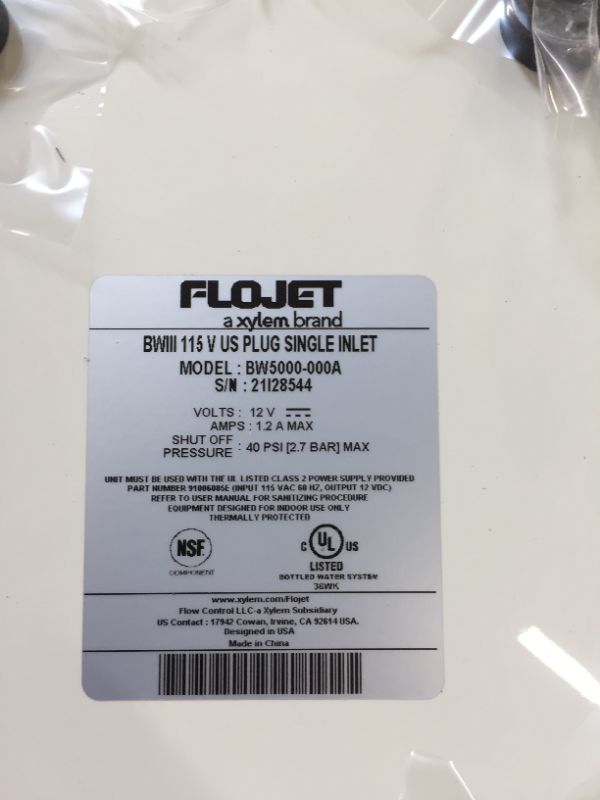 FLOJET
a xylem brand
BWIII 115 V US PLUG SINGLE INLET
MODEL : BW5000-000A
S/N : 21I28544
VOLTS : 12 V
AMPS : 1.2 A MAX
SHUT OFF
PRESSURE : 40 PSI [2.7 BAR] MAX
UNIT MUST BE USED WITH THE UL LISTED CLASS 2 POWER SUPPLY PROVIDED
PART NUMBER 91006085E (INPUT 115 VAC 60 HZ, OUTPUT 12 VDC)
REFER TO USER MANUAL FOR SANITIZING PROCEDURE
EQUIPMENT DESIGNED FOR INDOOR USE ONLY
THERMALLY PROTECTED
NSF
COMPONENT
C UL US
LISTED
BOTTLED WATER SYSTEM
36WK
www.xylem.com/Flojet
Flow Control LLC-a Xylem Subsidiary
US Contact : 17942 Cowan, Irvine, CA 92614 USA.
Designed in USA
Made in China